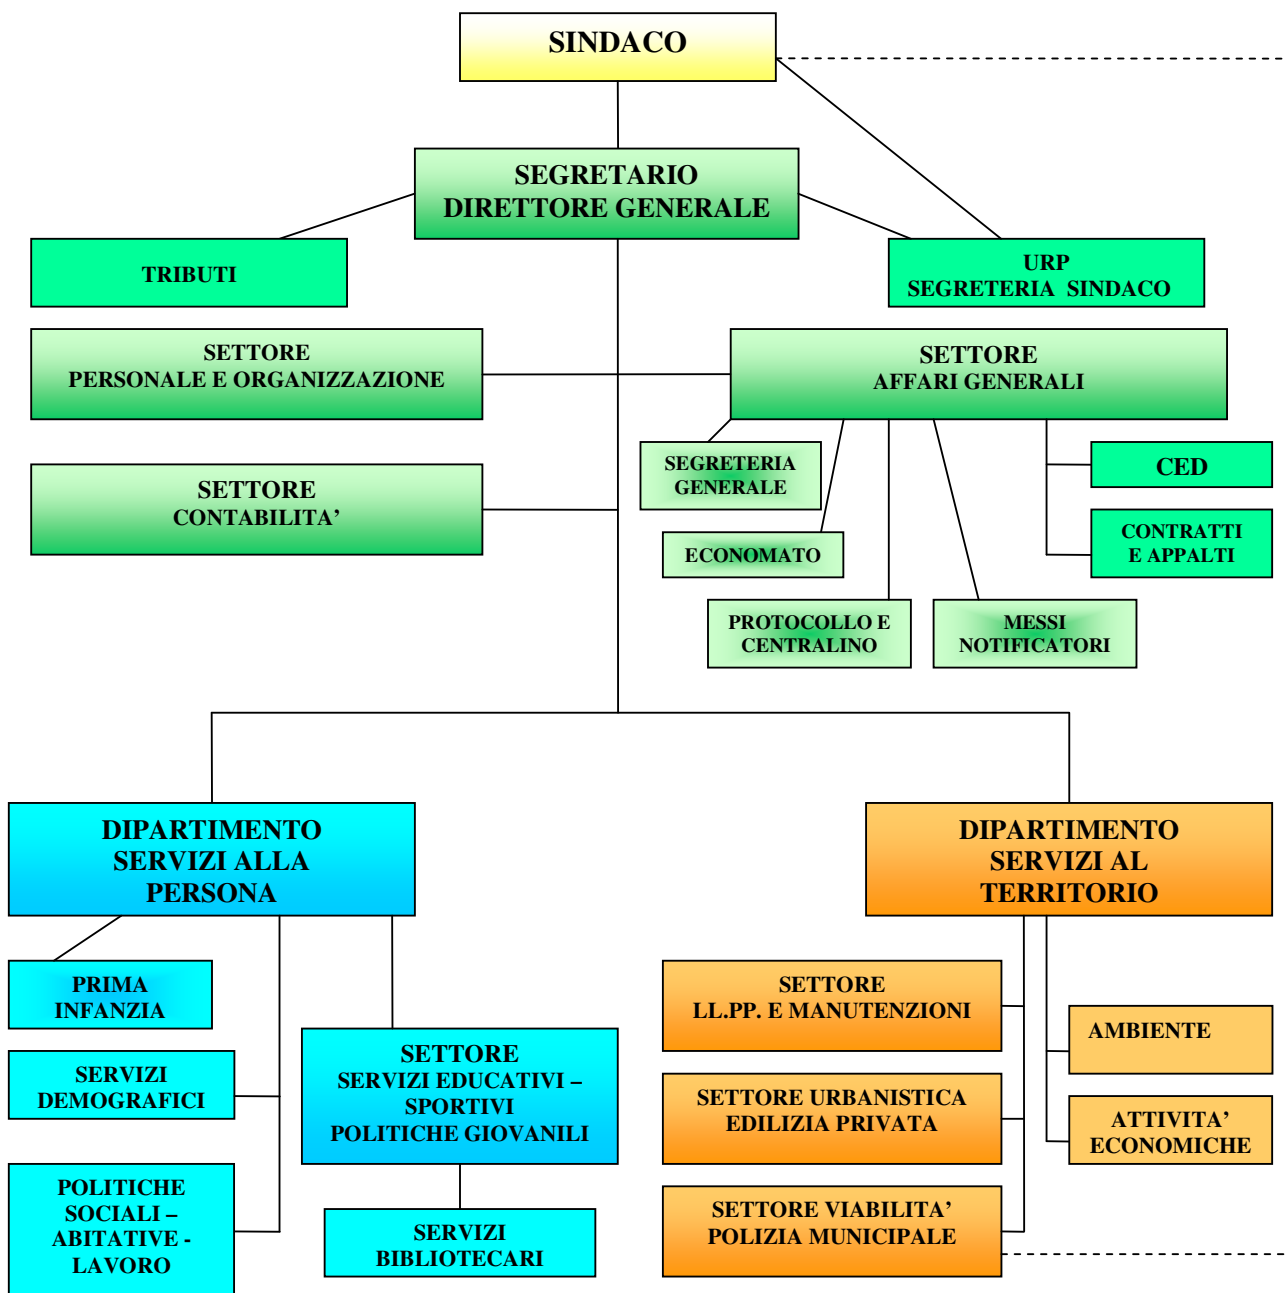 SINDACO
SEGRETARIO
DIRETTORE GENERALE
TRIBUTI
URP
SEGRETERIA SINDACO
SETTORE
PERSONALE E ORGANIZZAZIONE
SETTORE
AFFARI GENERALI
SEGRETERIA
GENERALE
CED
SETTORE
CONTABILITA’
CONTRATTI
E APPALTI
ECONOMATO
PROTOCOLLO E
CENTRALINO
MESSI
NOTIFICATORI
DIPARTIMENTO
SERVIZI ALLA
PERSONA
DIPARTIMENTO
SERVIZI AL
TERRITORIO
PRIMA
INFANZIA
SERVIZI
DEMOGRAFICI
POLITICHE
SOCIALI –
ABITATIVE -
LAVORO
SETTORE
SERVIZI EDUCATIVI –
SPORTIVI
POLITICHE GIOVANILI
SERVIZI
BIBLIOTECARI
SETTORE
LL.PP. E MANUTENZIONI
SETTORE URBANISTICA
EDILIZIA PRIVATA
SETTORE VIABILITA’
POLIZIA MUNICIPALE
AMBIENTE
ATTIVITA’
ECONOMICHE